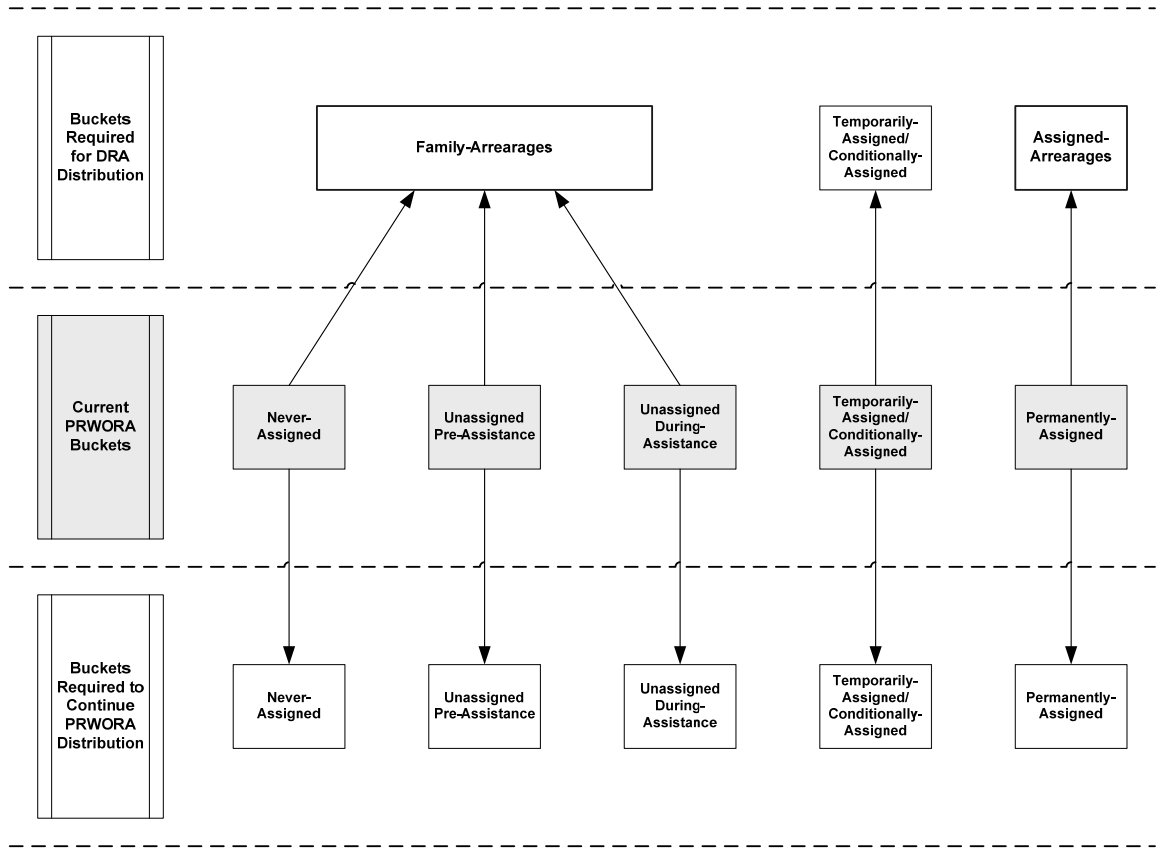 Buckets
Required
for DRA
Distribution
Family-Arrearages
Temporarily-
Assigned/
Conditionally-
Assigned
Assigned-
Arrearages
Current
PRWORA
Buckets
Never-
Assigned
Unassigned
Pre-Assistance
Unassigned
During-
Assistance
Temporarily-
Assigned/
Conditionally-
Assigned
Permanently-
Assigned
Buckets
Required to
Continue
PRWORA
Distribution
Never-
Assigned
Unassigned
Pre-Assistance
Unassigned
During-
Assistance
Temporarily-
Assigned/
Conditionally-
Assigned
Permanently-
Assigned